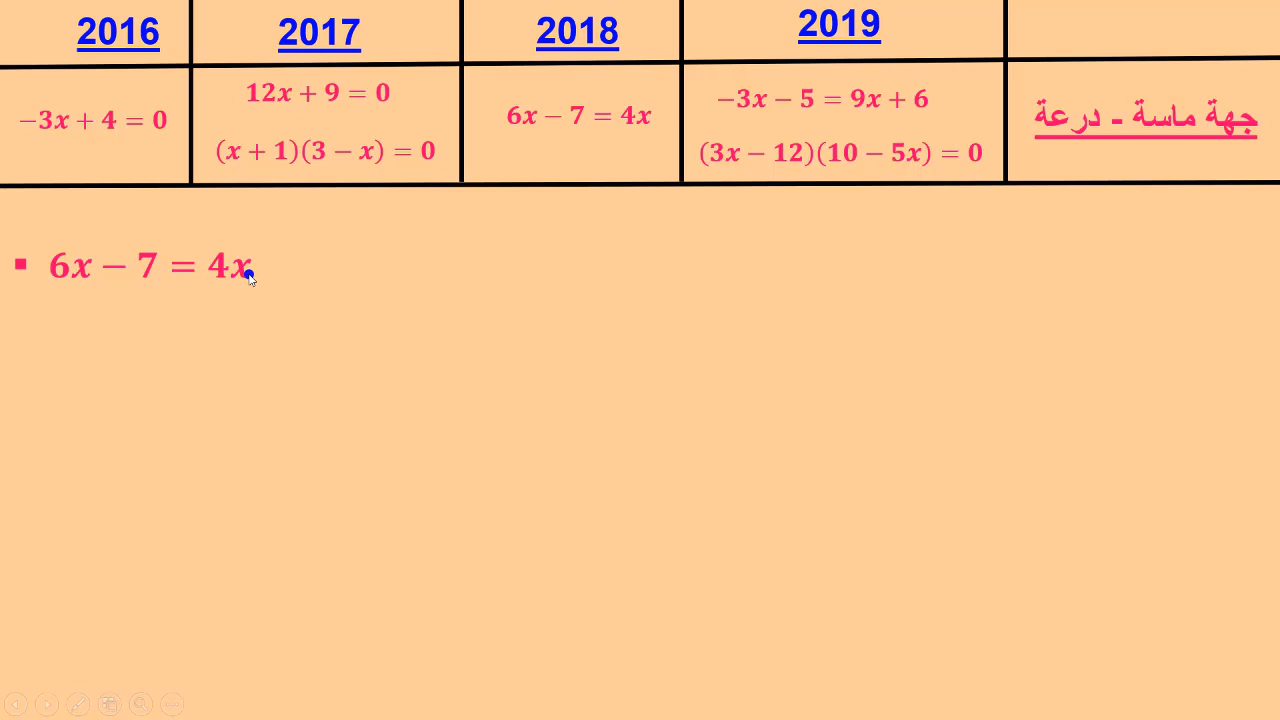 2016 2017 2018 2019
−3x + 4 = 0
12x + 9 = 0
(x + 1)(3 − x) = 0
6x − 7 = 4x
−3x − 5 = 9x + 6
(3x − 12)(10 − 5x) = 0
جهة ماسة - درعة
▪ 6x − 7 = 4x